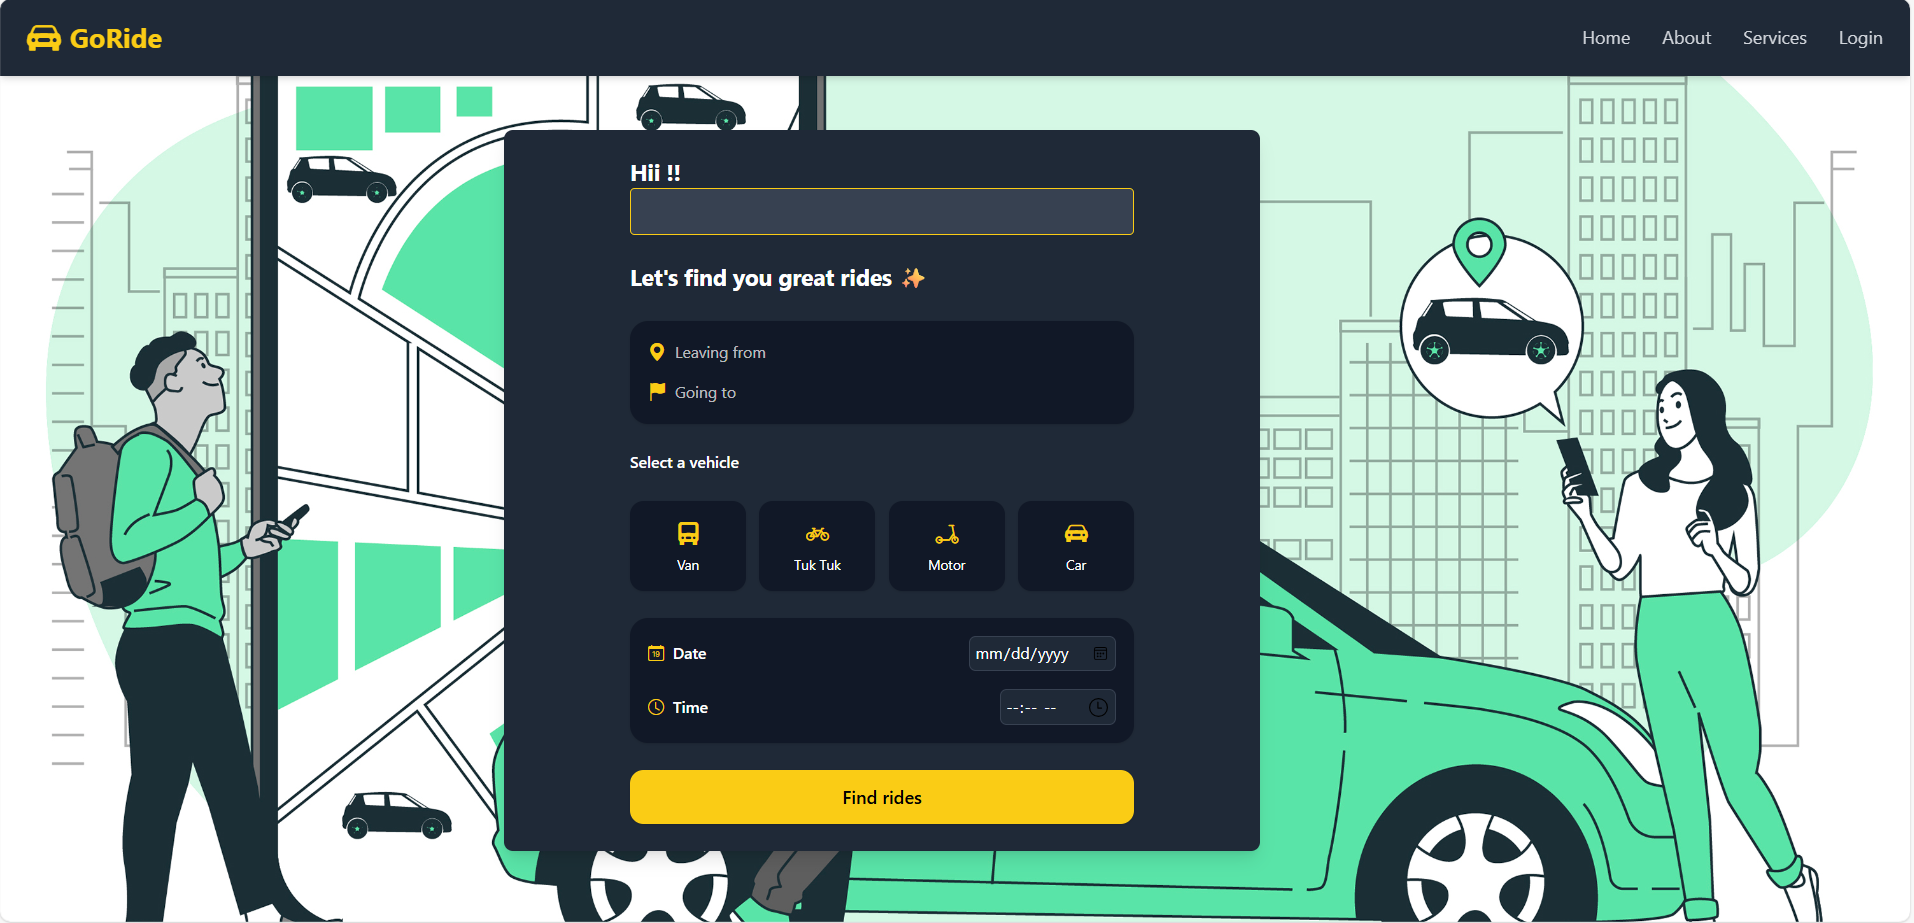 GoRide
Home About Services Login
Hii !!
Let's find you great rides ✨
Leaving from
Going to
Select a vehicle
Van Tuk Tuk Motor Car
19 Date mm/dd/yyyy
Time --:-- --
Find rides